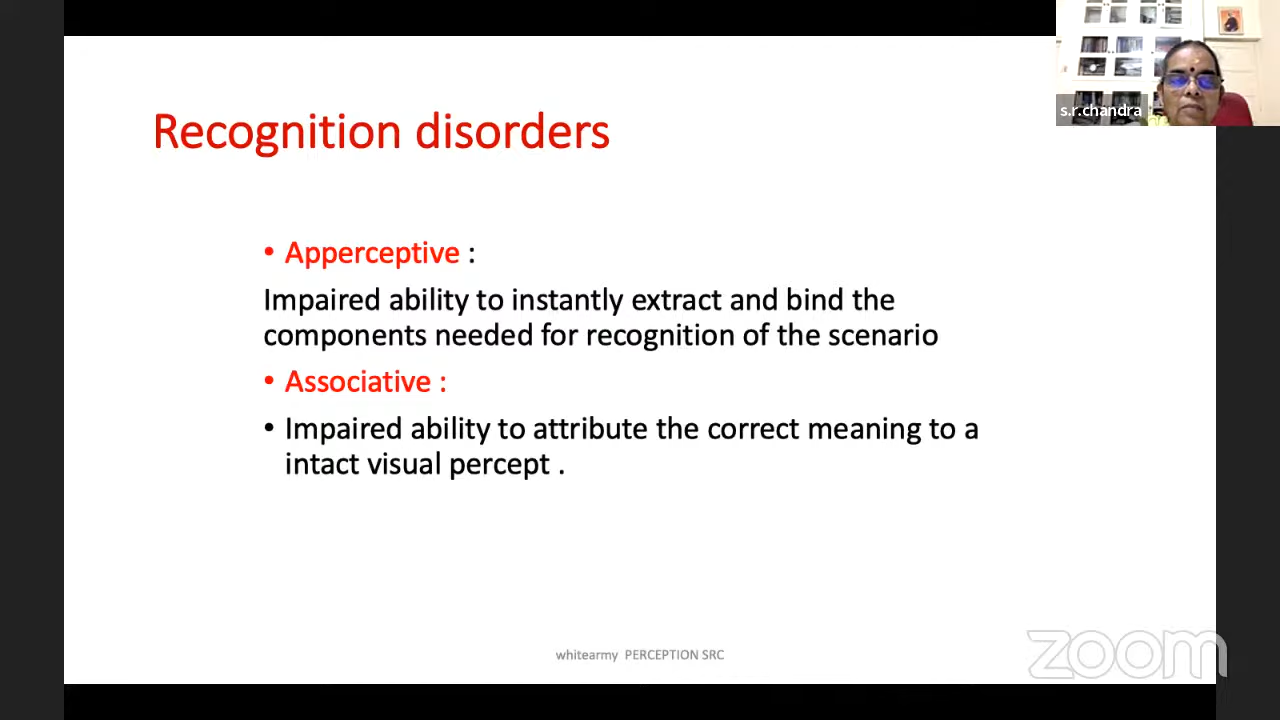 s.r.chandra
Recognition disorders
• Apperceptive :
Impaired ability to instantly extract and bind the
components needed for recognition of the scenario
• Associative :
• Impaired ability to attribute the correct meaning to a
intact visual percept .
whitearmy PERCEPTION SRC
zoom